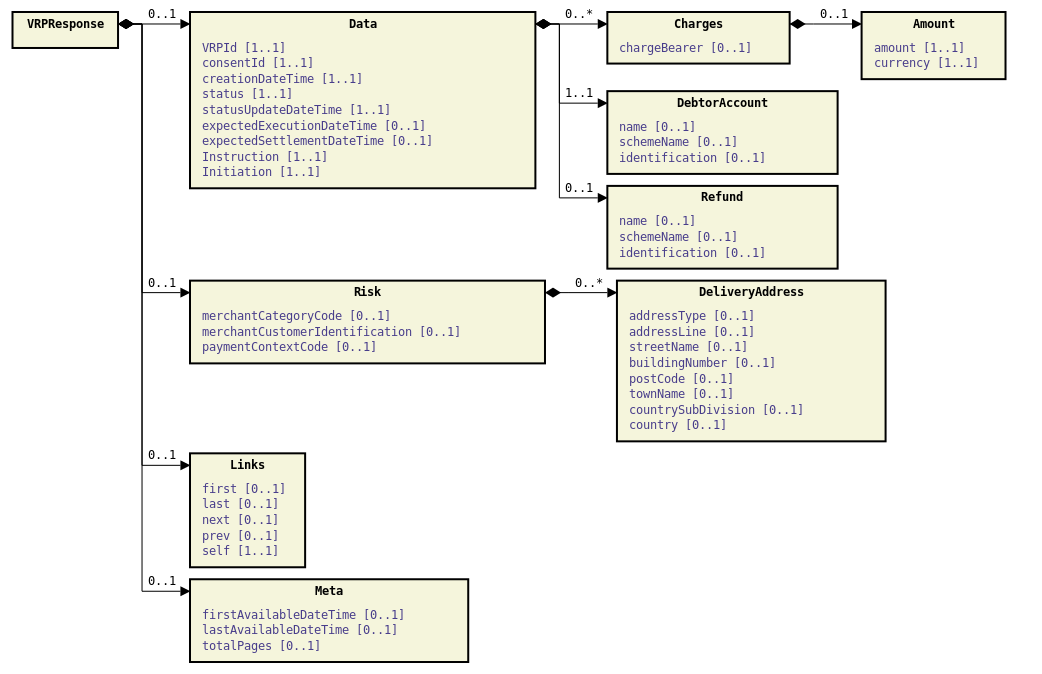 VRPResponse
0..1
Data
VRPId [1..1]
consentId [1..1]
creationDateTime [1..1]
status [1..1]
statusUpdateDateTime [1..1]
expectedExecutionDateTime [0..1]
expectedSettlementDateTime [0..1]
Instruction [1..1]
Initiation [1..1]
0..*
Charges
chargeBearer [0..1]
0..1
Amount
amount [1..1]
currency [1..1]
1..1
DebtorAccount
name [0..1]
schemeName [0..1]
identification [0..1]
0..1
Refund
name [0..1]
schemeName [0..1]
identification [0..1]
0..1
Risk
merchantCategoryCode [0..1]
merchantCustomerIdentification [0..1]
paymentContextCode [0..1]
0..*
DeliveryAddress
addressType [0..1]
addressLine [0..1]
streetName [0..1]
buildingNumber [0..1]
postCode [0..1]
townName [0..1]
countrySubDivision [0..1]
country [0..1]
0..1
Links
first [0..1]
last [0..1]
next [0..1]
prev [0..1]
self [1..1]
0..1
Meta
firstAvailableDateTime [0..1]
lastAvailableDateTime [0..1]
totalPages [0..1]